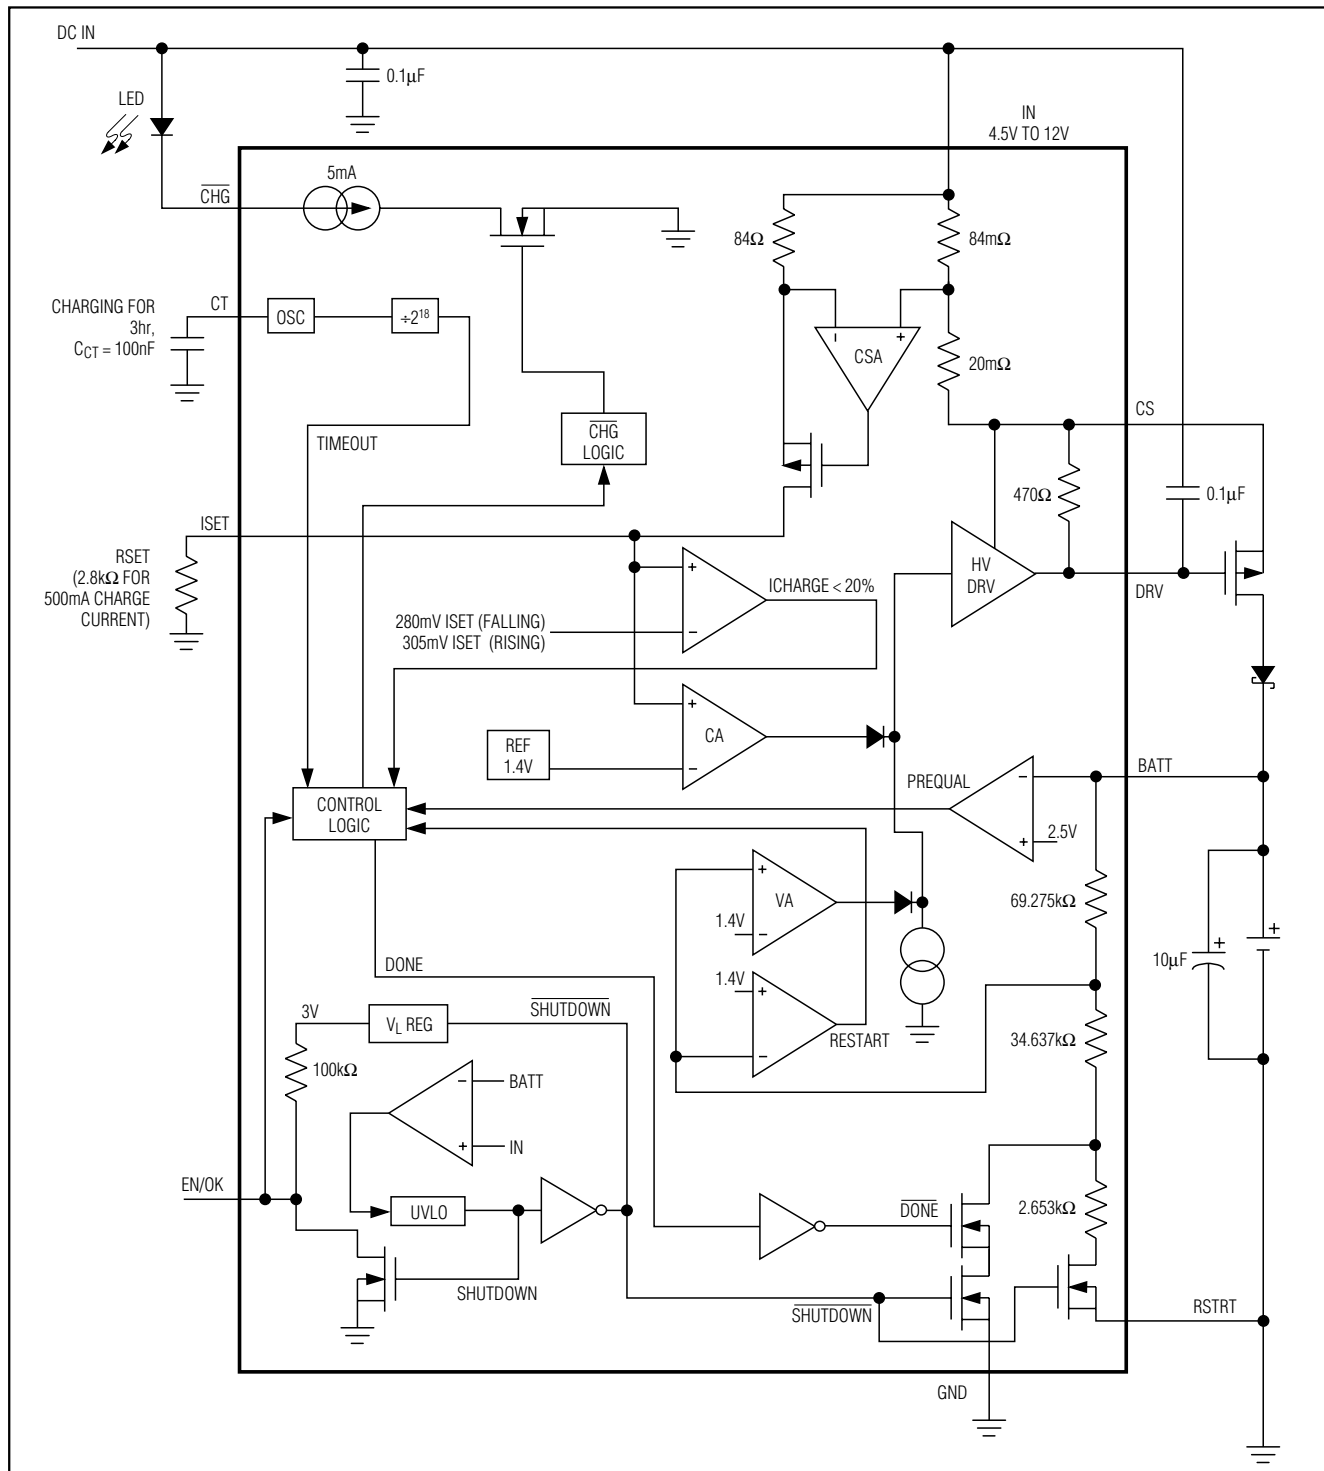 DC IN
0.1µF
LED
IN
4.5V TO 12V
5mA
CHG
84Ω
84mΩ
CT
CHARGING FOR
3hr,
CCT = 100nF
OSC
÷2¹⁸
-
+
CSA
20mΩ
CS
TIMEOUT
CHG
LOGIC
470Ω
0.1µF
ISET
RSET
(2.8kΩ FOR
500mA CHARGE
CURRENT)
+
-
ICHARGE < 20%
HV
DRV
DRV
280mV ISET (FALLING)
305mV ISET (RISING)
+
-
CA
REF
1.4V
BATT
PREQUAL
-
+
2.5V
CONTROL
LOGIC
+
-
VA
1.4V
69.275kΩ
+
10µF
+
DONE
1.4V
+
-
RESTART
3V
VL REG
SHUTDOWN
34.637kΩ
100kΩ
-
BATT
+
IN
EN/OK
UVLO
DONE
2.653kΩ
SHUTDOWN
SHUTDOWN
RSTRT
GND